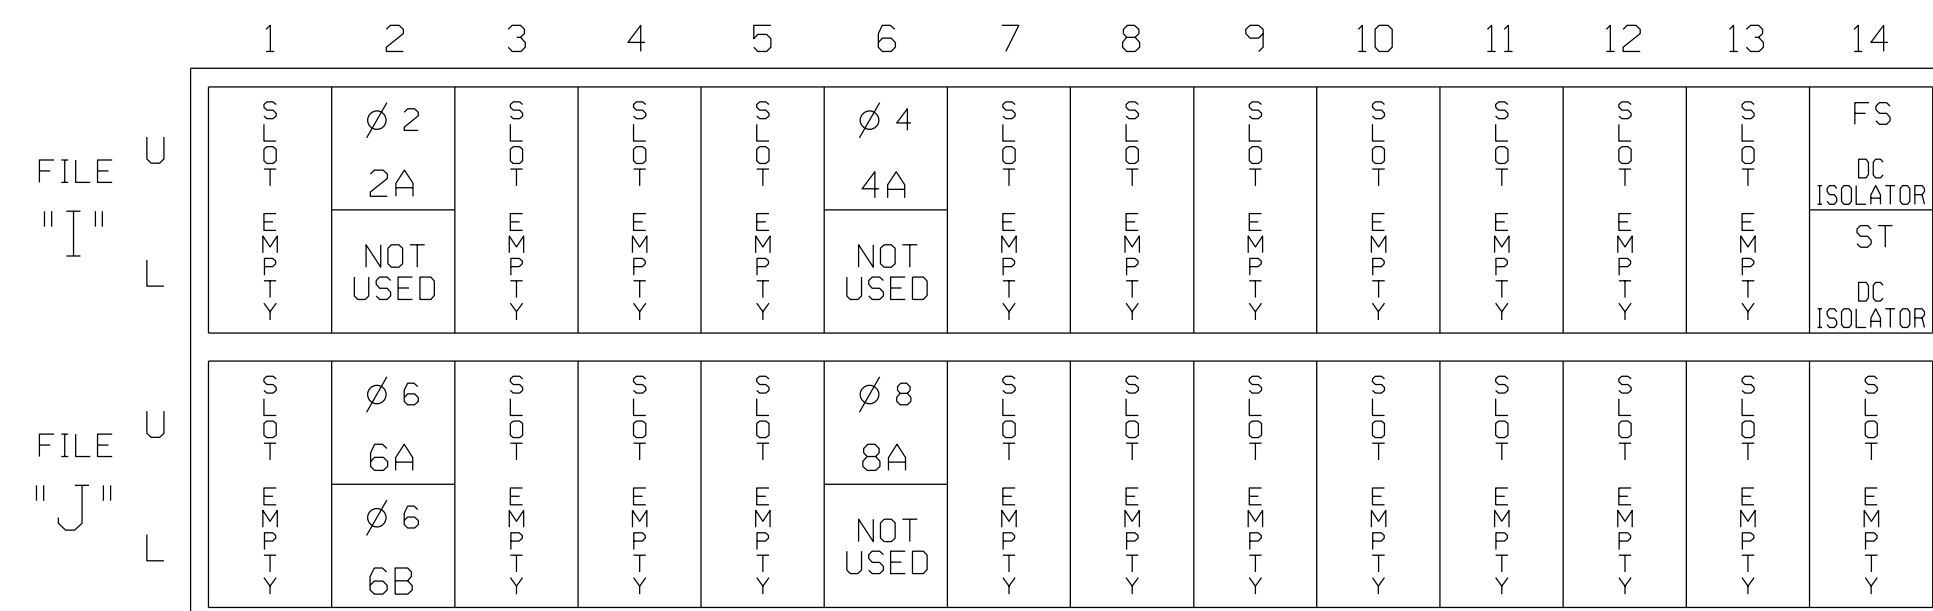 1 2 3 4 5 6 7 8 9 10 11 12 13 14
FILE "I"
U
L
SLOT EMPTY
Ø 2
2A
NOT
USED
SLOT EMPTY
SLOT EMPTY
SLOT EMPTY
Ø 4
4A
NOT
USED
SLOT EMPTY
SLOT EMPTY
SLOT EMPTY
SLOT EMPTY
SLOT EMPTY
SLOT EMPTY
SLOT EMPTY
FS
DC
ISOLATOR
ST
DC
ISOLATOR
FILE
"J"
U
L
SLOT EMPTY
Ø 6
6A
Ø 6
6B
SLOT EMPTY
SLOT EMPTY
SLOT EMPTY
Ø 8
8A
NOT
USED
SLOT EMPTY
SLOT EMPTY
SLOT EMPTY
SLOT EMPTY
SLOT EMPTY
SLOT EMPTY
SLOT EMPTY
SLOT EMPTY